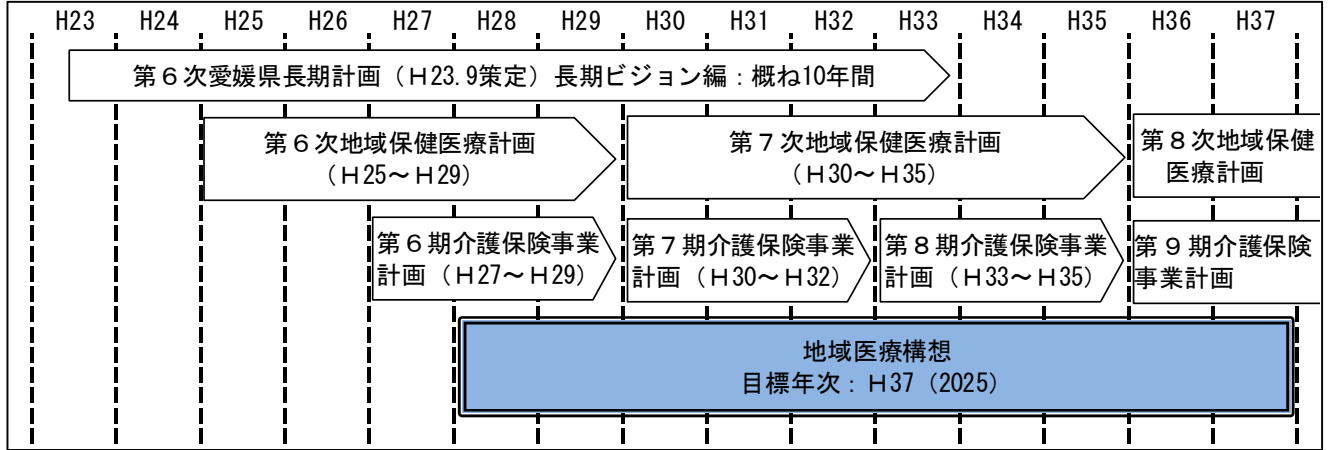 H23 H24 H25 H26 H27 H28 H29 H30 H31 H32 H33 H34 H35 H36 H37
第６次愛媛県長期計画（Ｈ23.9策定）長期ビジョン編：概ね10年間
第６次地域保健医療計画
（Ｈ25～Ｈ29）
第７次地域保健医療計画
（Ｈ30～Ｈ35）
第８次地域保健
医療計画
第６期介護保険事業
計画（Ｈ27～Ｈ29）
第７期介護保険事業
計画（Ｈ30～Ｈ32）
第８期介護保険事業
計画（Ｈ33～Ｈ35）
第９期介護保険
事業計画
地域医療構想
目標年次：Ｈ37（2025）